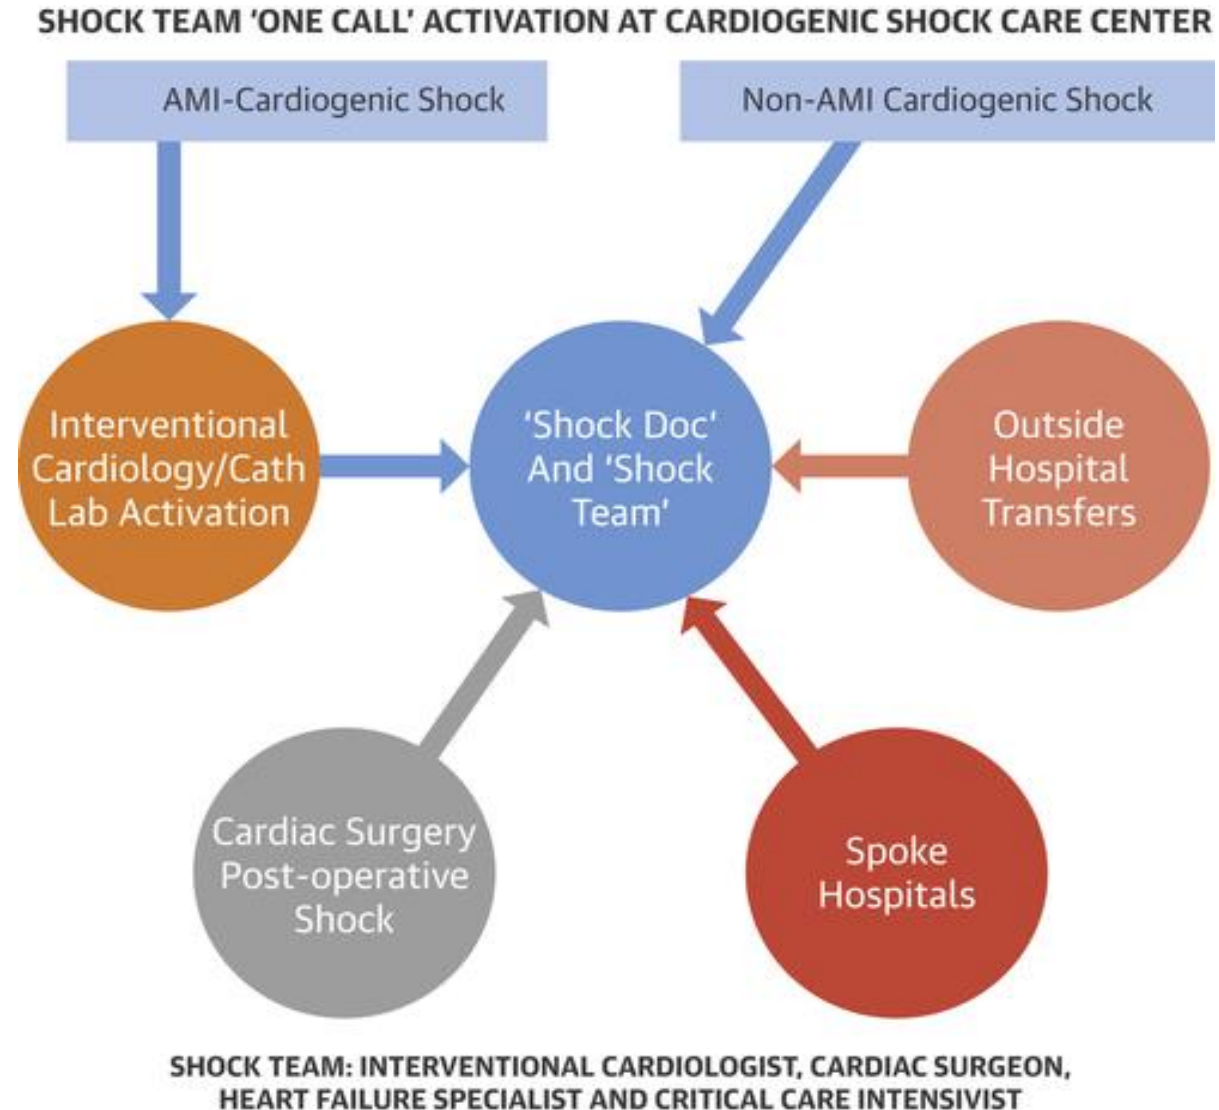 SHOCK TEAM ‘ONE CALL’ ACTIVATION AT CARDIOGENIC SHOCK CARE CENTER
AMI-Cardiogenic Shock
Non-AMI Cardiogenic Shock
Interventional
Cardiology/Cath
Lab Activation
‘Shock Doc’
And ‘Shock
Team’
Outside
Hospital
Transfers
Cardiac Surgery
Post-operative
Shock
Spoke
Hospitals
SHOCK TEAM: INTERVENTIONAL CARDIOLOGIST, CARDIAC SURGEON,
HEART FAILURE SPECIALIST AND CRITICAL CARE INTENSIVIST